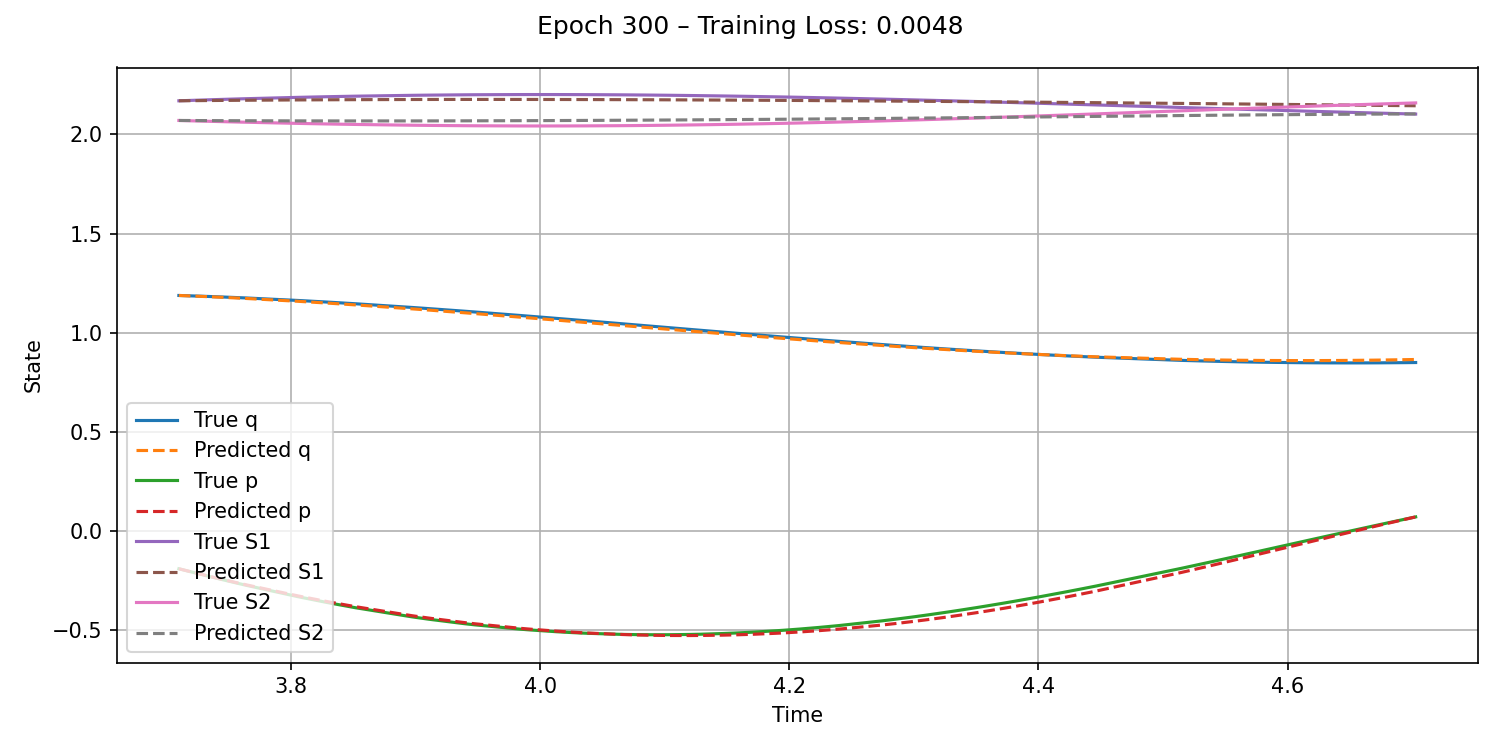 Epoch 300 – Training Loss: 0.0048
State
2.0
1.5
1.0
0.5
0.0
−0.5
True q
Predicted q
True p
Predicted p
True S1
Predicted S1
True S2
Predicted S2
3.8 4.0 4.2 4.4 4.6
Time